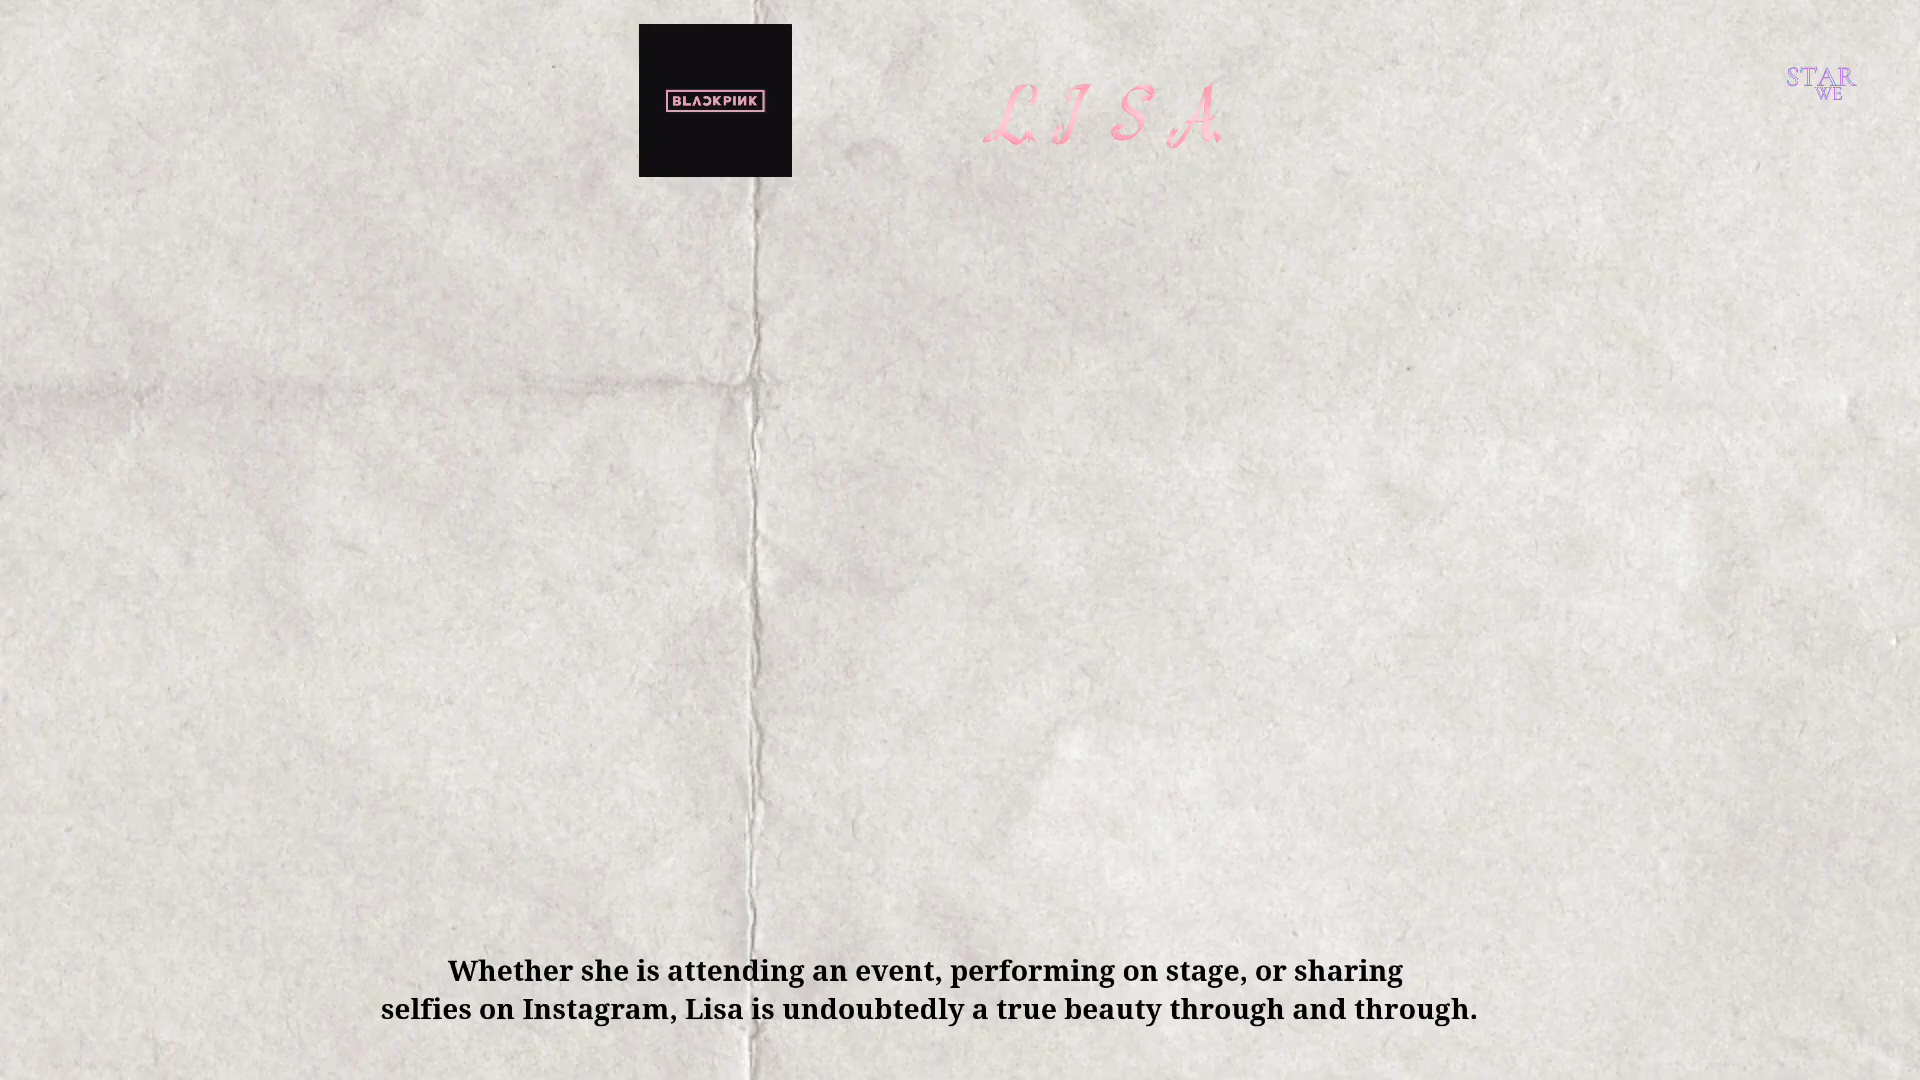 BLACKPINK
LISA
STAR
WE
Whether she is attending an event, performing on stage, or sharing
selfies on Instagram, Lisa is undoubtedly a true beauty through and through.